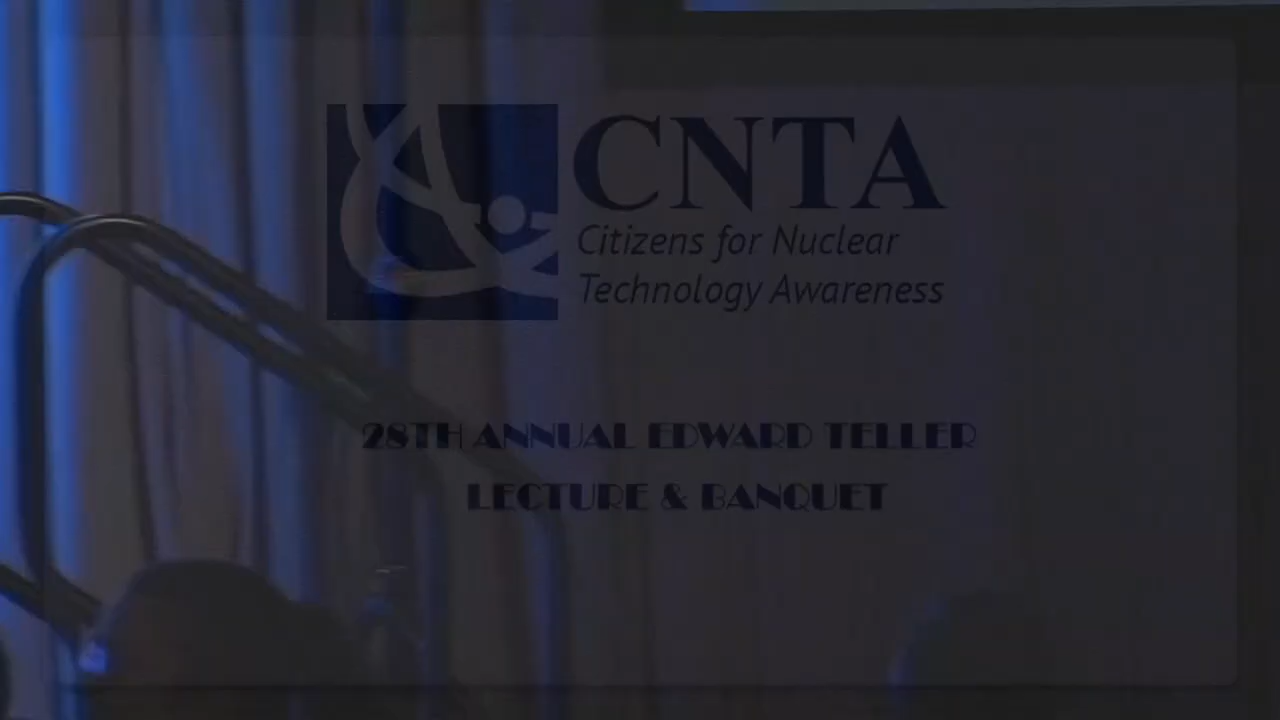 CNTA
Citizens for Nuclear
Technology Awareness
28TH ANNUAL EDWARD TELLER
LECTURE & BANQUET